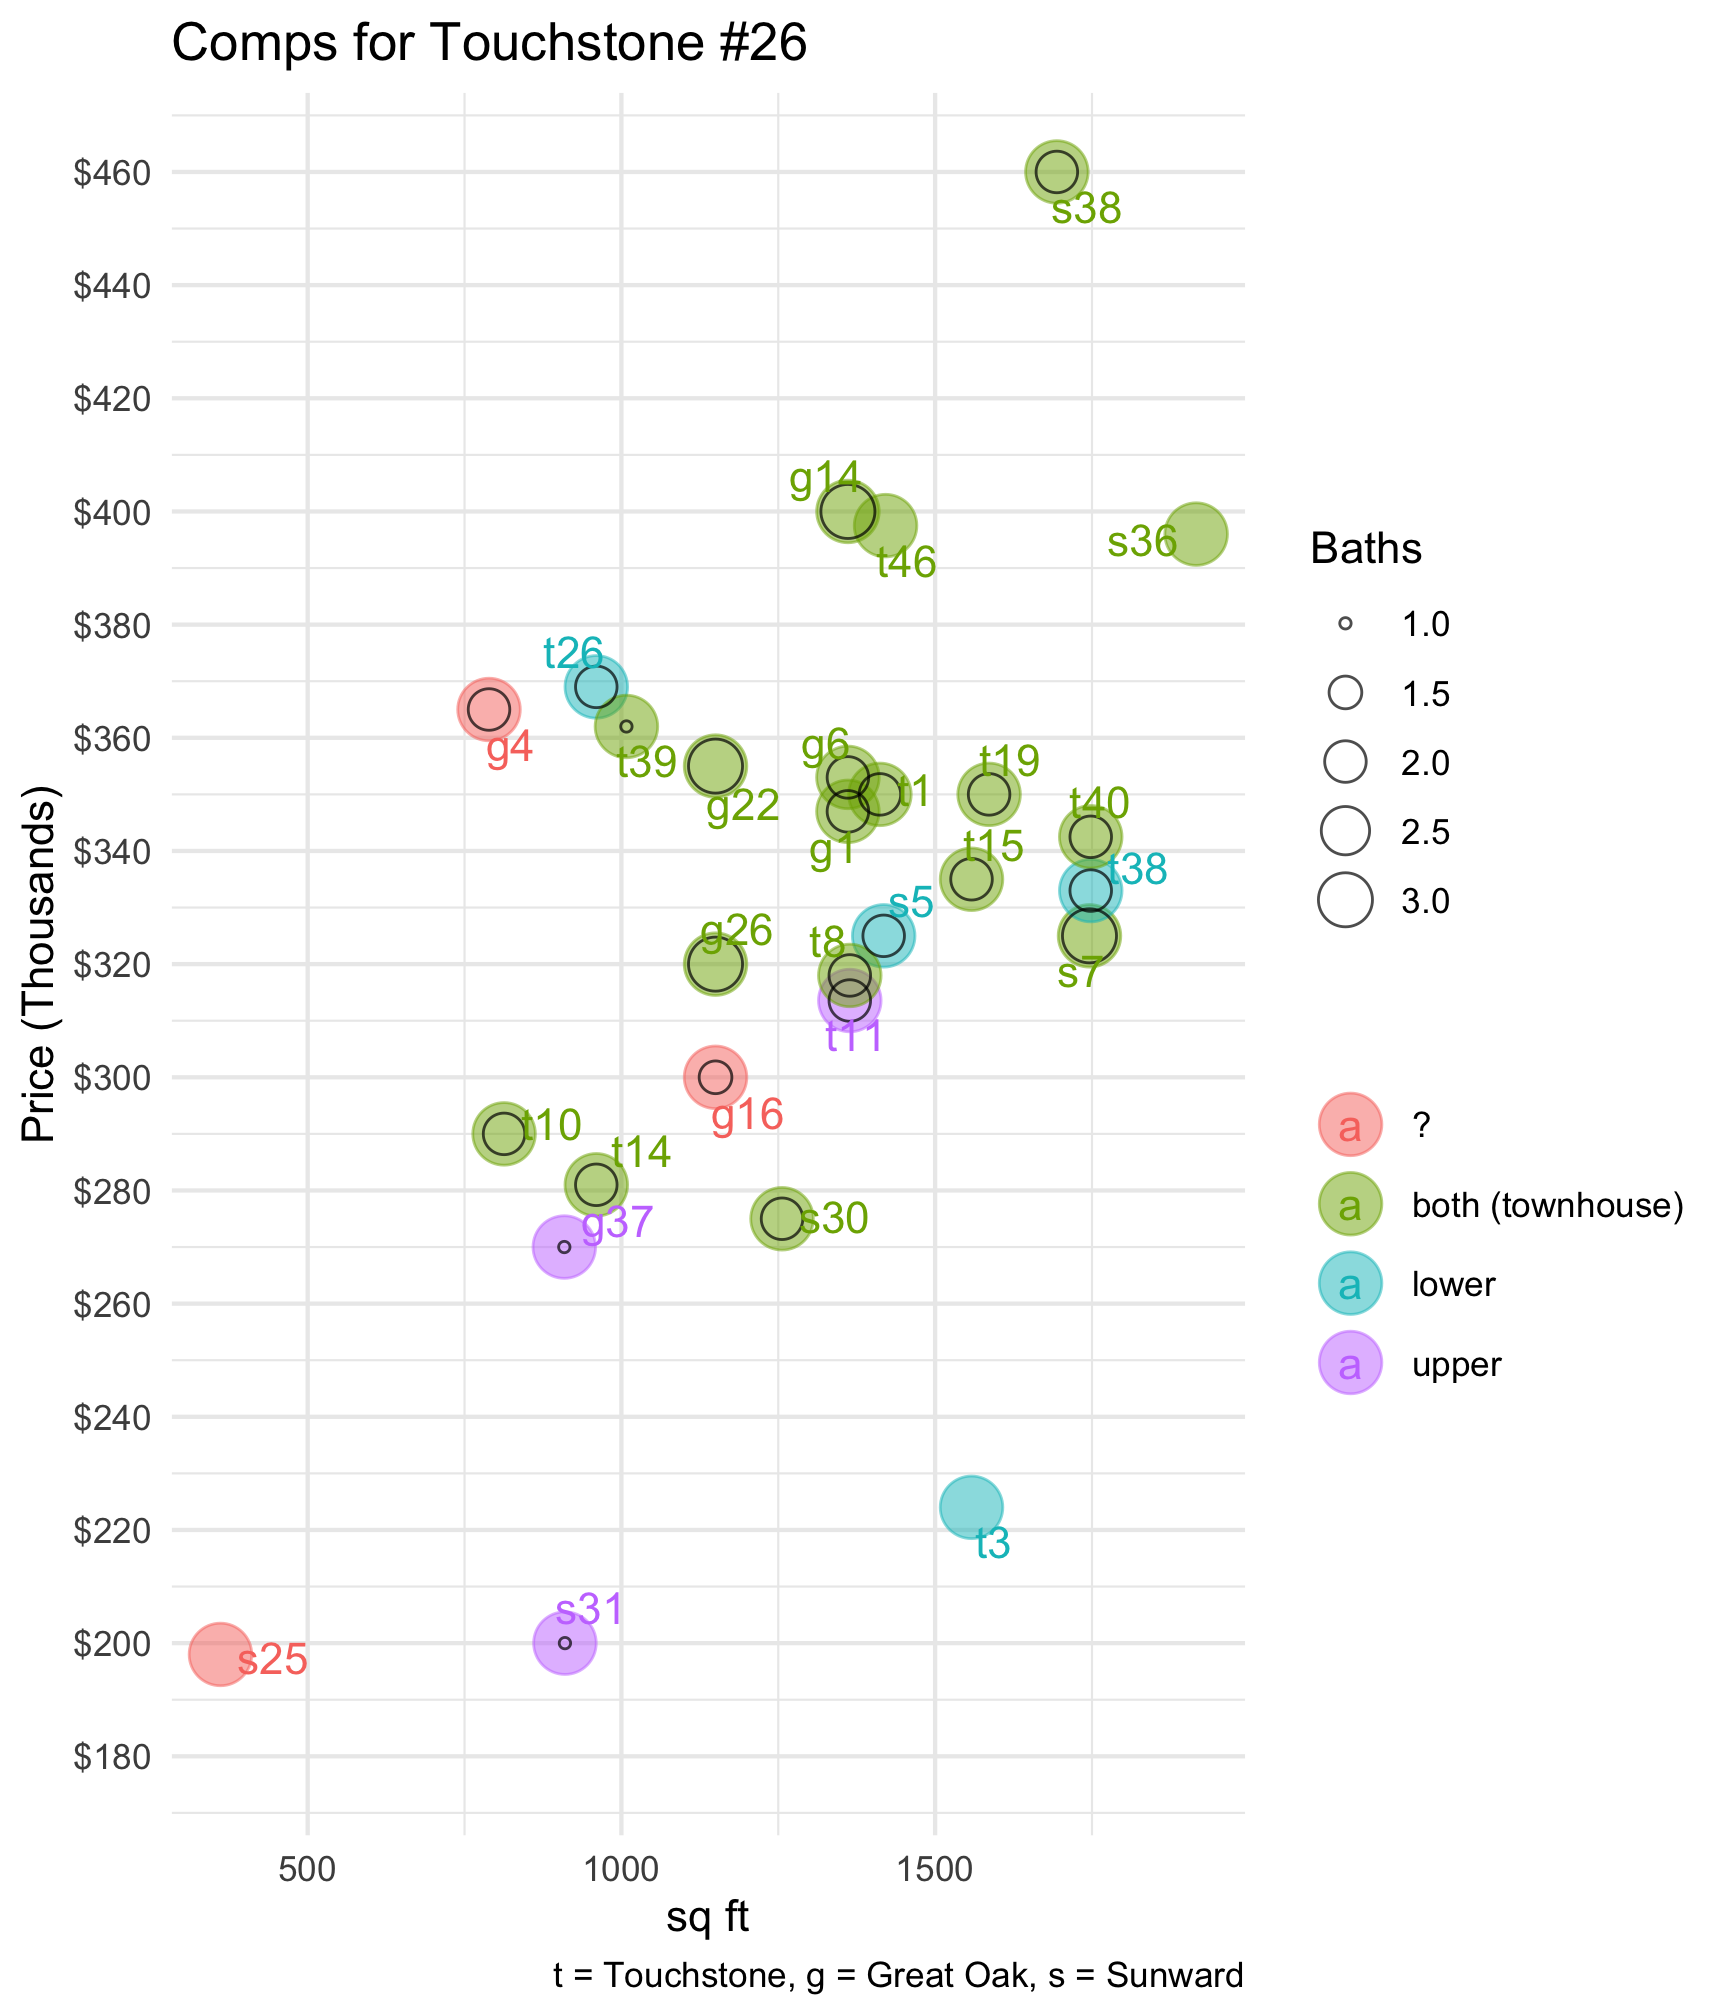 Comps for Touchstone #26
$460
$440
$420
$400
$380
$360
$340
$320
$300
$280
$260
$240
$220
$200
$180
Price (Thousands)
s38
g14
t46
s36
t26
g4
t39
g22
g6
t1
g1
t19
t40
t15
t38
s5
g26
t8
s7
t11
g16
t10
t14
g37
s30
t3
s31
s25
500 1000 1500
sq ft
t = Touchstone, g = Great Oak, s = Sunward
Baths
1.0
1.5
2.0
2.5
3.0
a ?
a both (townhouse)
a lower
a upper